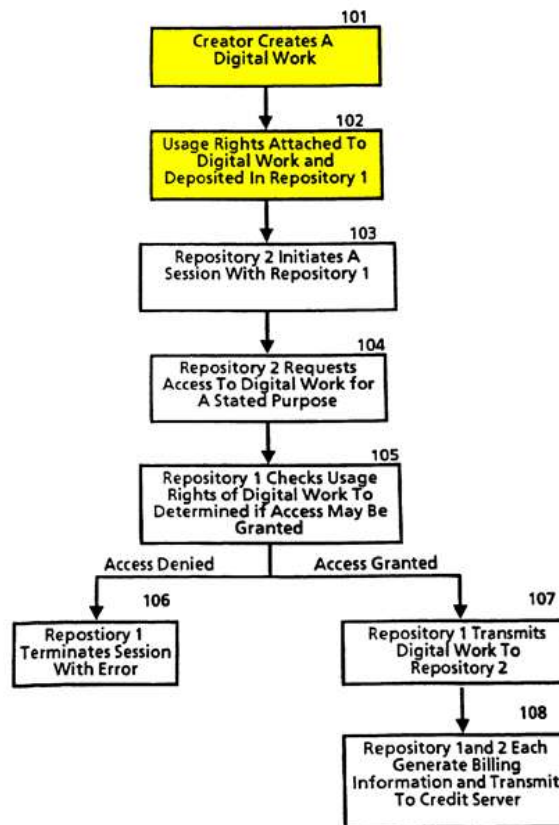 101
Creator Creates A
Digital Work
102
Usage Rights Attached To
Digital Work and
Deposited In Repository 1
103
Repository 2 Initiates A
Session With Repository 1
104
Repository 2 Requests
Access To Digital Work for
A Stated Purpose
105
Repository 1 Checks Usage
Rights of Digital Work To
Determined if Access May Be
Granted
Access Denied
Access Granted
106
Repostiory 1
Terminates Session
With Error
107
Repository 1 Transmits
Digital Work To
Repository 2
108
Repository 1and 2 Each
Generate Billing
Information and Transmit
To Credit Server